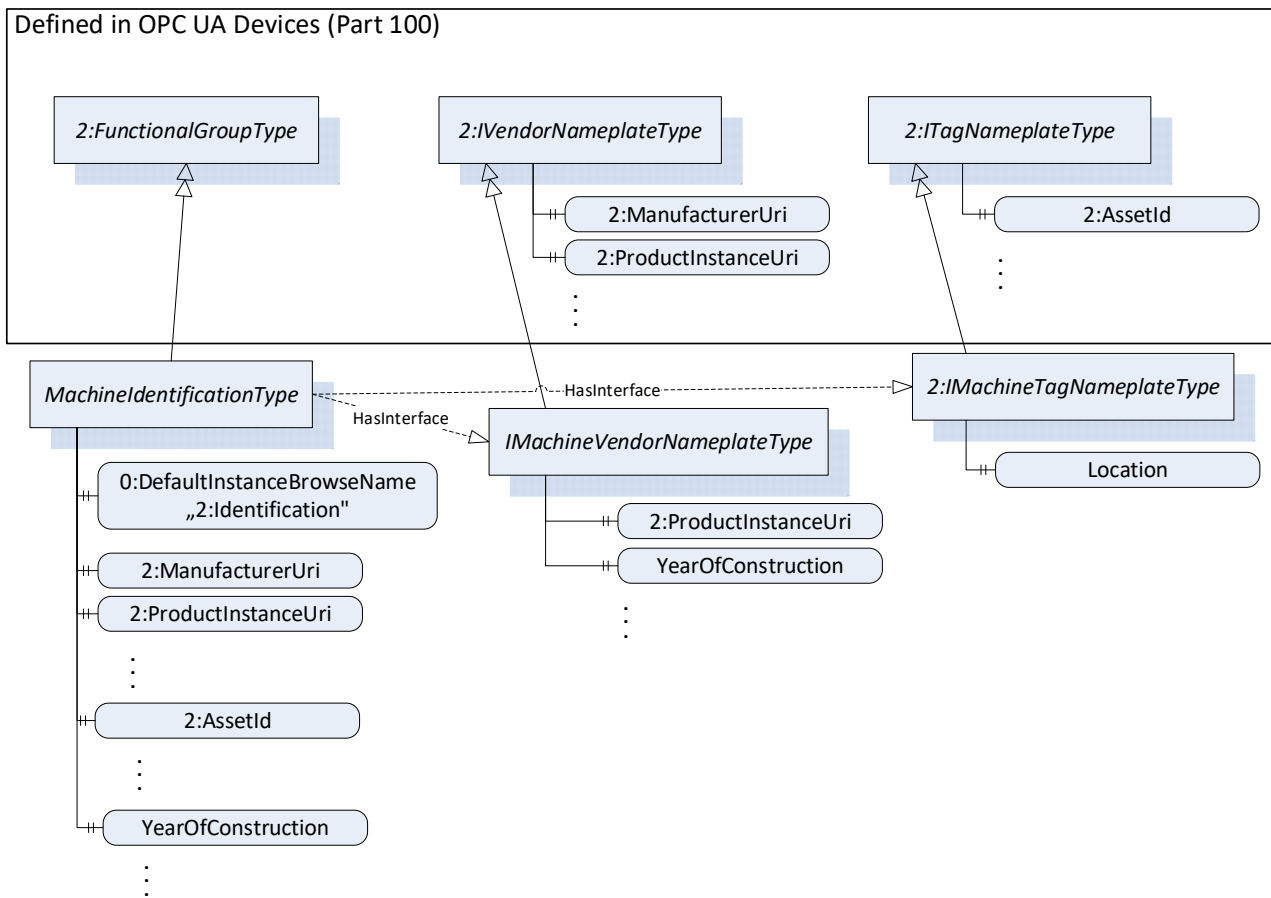 Defined in OPC UA Devices (Part 100)
2:FunctionalGroupType
2:IVendorNameplateType
2:ITagNameplateType
2:ManufacturerUri
2:AssetId
2:ProductInstanceUri
MachineIdentificationType
HasInterface
2:IMachineTagNameplateType
HasInterface
IMachineVendorNameplateType
0:DefaultInstanceBrowseName
„2:Identification"
Location
2:ProductInstanceUri
2:ManufacturerUri
YearOfConstruction
2:ProductInstanceUri
2:AssetId
YearOfConstruction